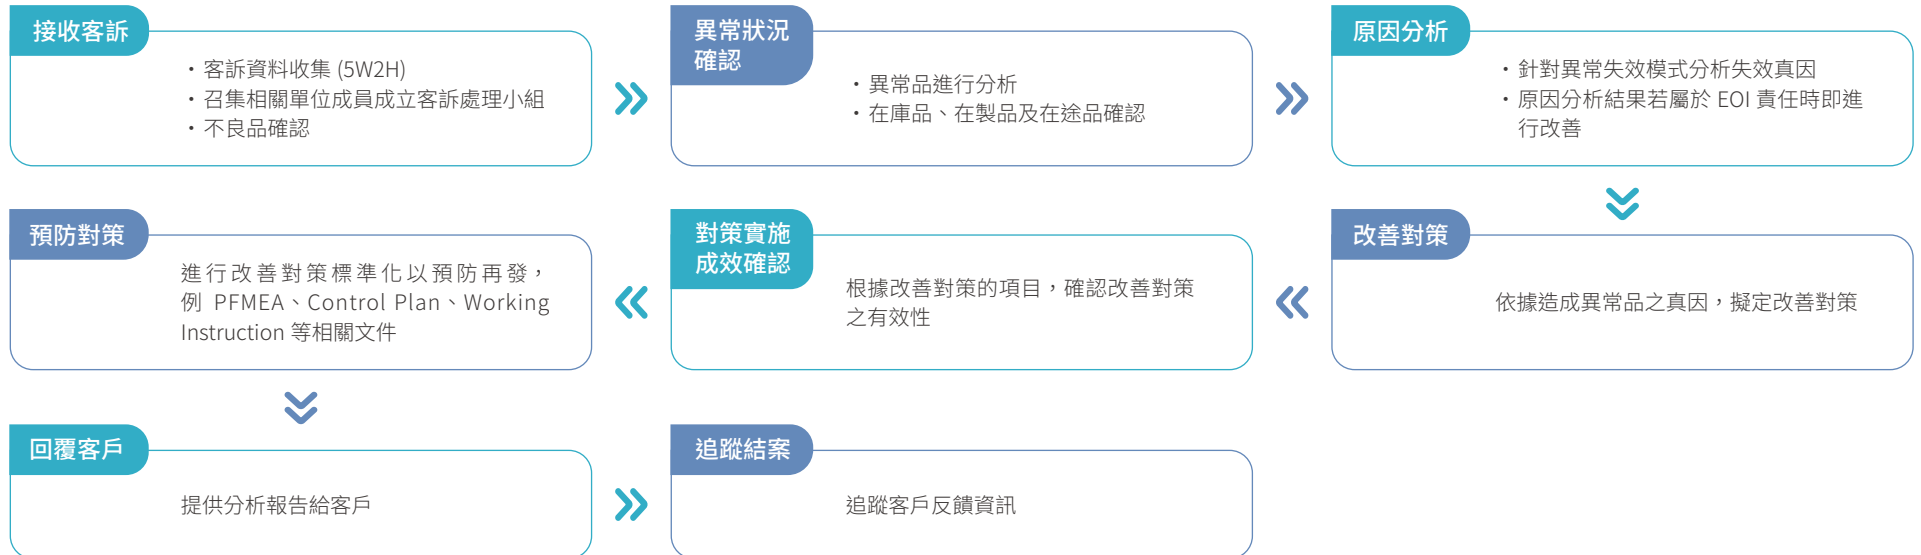 接收客訴
・客訴資料收集 (5W2H)
・召集相關單位成員成立客訴處理小組
・不良品確認
異常狀況
確認
・異常品進行分析
・在庫品、在製品及在途品確認
原因分析
・針對異常失效模式分析失效真因
・原因分析結果若屬於 EOI 責任時即進
行改善
改善對策
依據造成異常品之真因，擬定改善對策
對策實施
成效確認
根據改善對策的項目，確認改善對策
之有效性
預防對策
進行改善對策標準化以預防再發，
例 PFMEA、Control Plan、Working
Instruction 等相關文件
回覆客戶
提供分析報告給客戶
追蹤結案
追蹤客戶反饋資訊